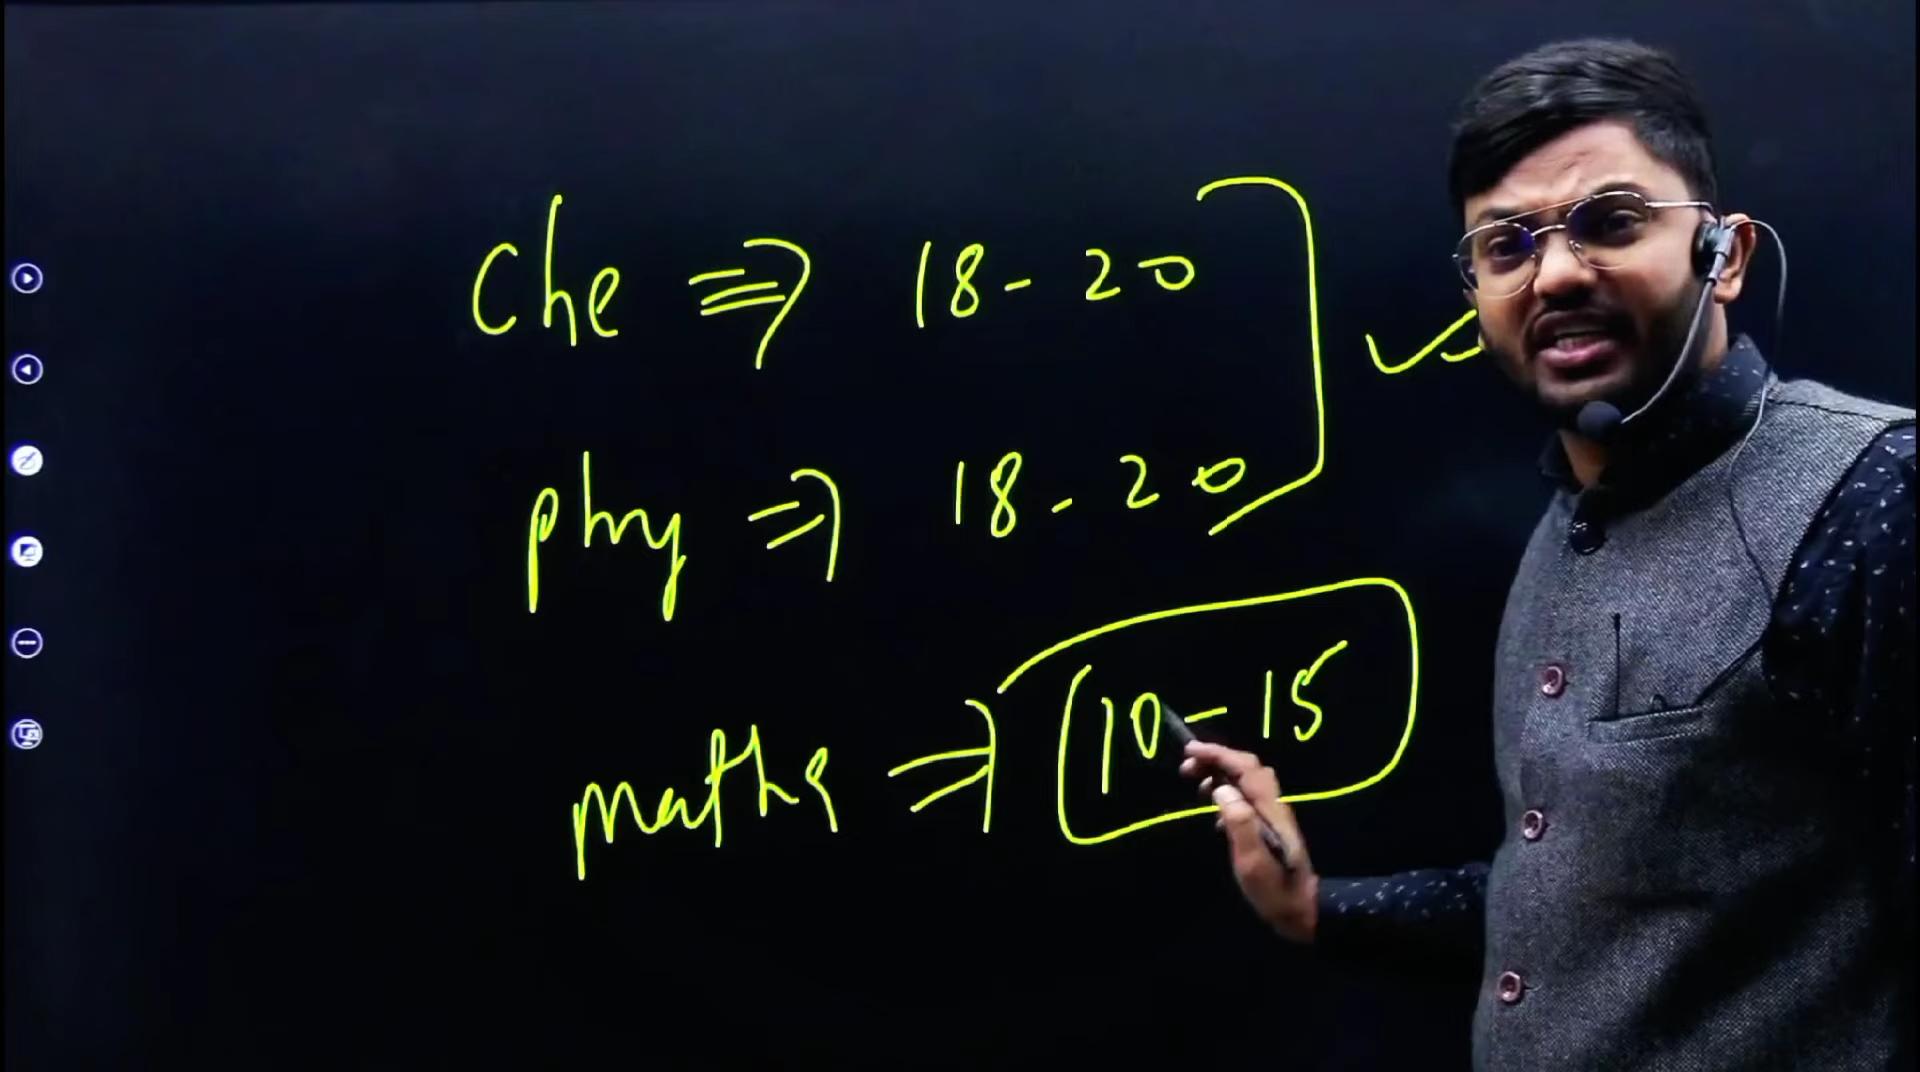 Che ⇒ 18-20
phy ⇒ 18-20
maths ⇒ 10-15